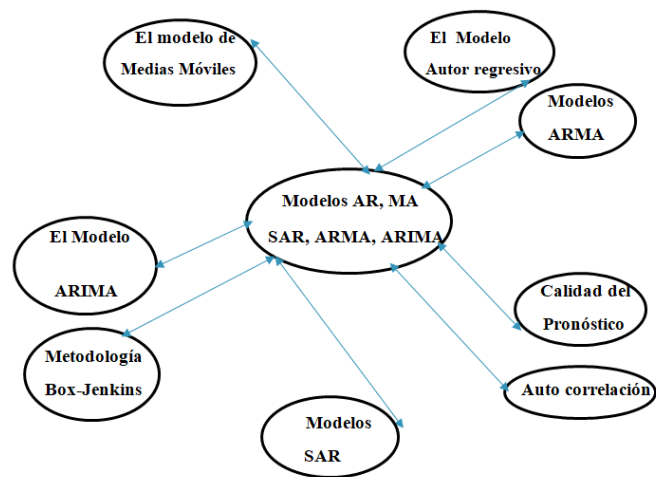 El modelo de
Medias Móviles
El Modelo
Autor regresivo
Modelos
ARMA
Modelos AR, MA
SAR, ARMA, ARIMA
El Modelo
ARIMA
Calidad del
Pronóstico
Metodología
Box-Jenkins
Auto correlación
Modelos
SAR